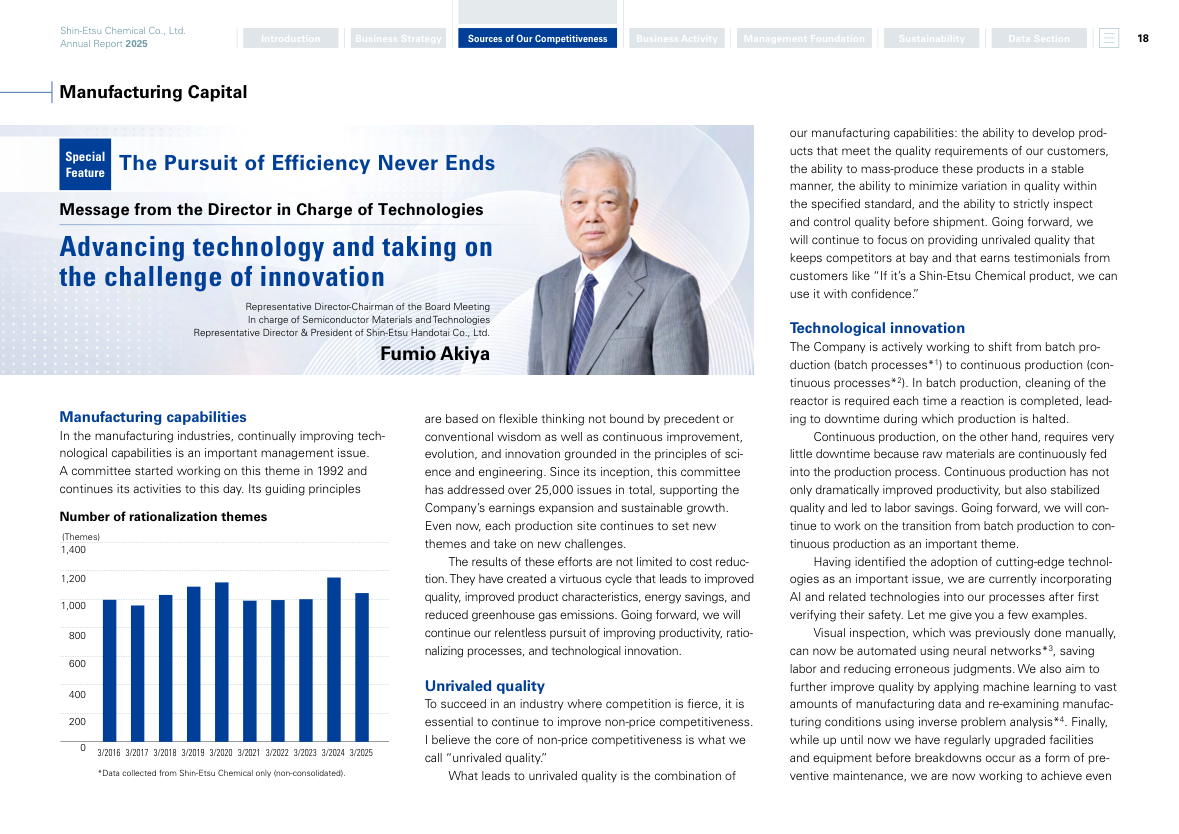 Shin-Etsu Chemical Co., Ltd.
Annual Report 2025
Introduction
Business Strategy
Sources of Our Competitiveness
Business Activity
Management Foundation
Sustainability
Data Section
18
Manufacturing Capital
Special
Feature
The Pursuit of Efficiency Never Ends
Message from the Director in Charge of Technologies
Advancing technology and taking on
the challenge of innovation
Representative Director-Chairman of the Board Meeting
In charge of Semiconductor Materials and Technologies
Representative Director & President of Shin-Etsu Handotai Co., Ltd.
Fumio Akiya
Manufacturing capabilities
In the manufacturing industries, continually improving tech-
nological capabilities is an important management issue.
A committee started working on this theme in 1992 and
continues its activities to this day. Its guiding principles
Number of rationalization themes
(Themes)
1,400
1,200
1,000
800
600
400
200
0
3/2016 3/2017 3/2018 3/2019 3/2020 3/2021 3/2022 3/2023 3/2024 3/2025
*Data collected from Shin-Etsu Chemical only (non-consolidated).
are based on flexible thinking not bound by precedent or
conventional wisdom as well as continuous improvement,
evolution, and innovation grounded in the principles of sci-
ence and engineering. Since its inception, this committee
has addressed over 25,000 issues in total, supporting the
Company's earnings expansion and sustainable growth.
Even now, each production site continues to set new
themes and take on new challenges.
The results of these efforts are not limited to cost reduc-
tion. They have created a virtuous cycle that leads to improved
quality, improved product characteristics, energy savings, and
reduced greenhouse gas emissions. Going forward, we will
continue our relentless pursuit of improving productivity, ratio-
nalizing processes, and technological innovation.
Unrivaled quality
To succeed in an industry where competition is fierce, it is
essential to continue to improve non-price competitiveness.
I believe the core of non-price competitiveness is what we
call "unrivaled quality."
What leads to unrivaled quality is the combination of
our manufacturing capabilities: the ability to develop prod-
ucts that meet the quality requirements of our customers,
the ability to mass-produce these products in a stable
manner, the ability to minimize variation in quality within
the specified standard, and the ability to strictly inspect
and control quality before shipment. Going forward, we
will continue to focus on providing unrivaled quality that
keeps competitors at bay and that earns testimonials from
customers like "If it's a Shin-Etsu Chemical product, we can
use it with confidence."
Technological innovation
The Company is actively working to shift from batch pro-
duction (batch processes*1) to continuous production (con-
tinuous processes*2). In batch production, cleaning of the
reactor is required each time a reaction is completed, lead-
ing to downtime during which production is halted.
Continuous production, on the other hand, requires very
little downtime because raw materials are continuously fed
into the production process. Continuous production has not
only dramatically improved productivity, but also stabilized
quality and led to labor savings. Going forward, we will con-
tinue to work on the transition from batch production to con-
tinuous production as an important theme.
Having identified the adoption of cutting-edge technol-
ogies as an important issue, we are currently incorporating
AI and related technologies into our processes after first
verifying their safety. Let me give you a few examples.
Visual inspection, which was previously done manually,
can now be automated using neural networks*3, saving
labor and reducing erroneous judgments. We also aim to
further improve quality by applying machine learning to vast
amounts of manufacturing data and re-examining manufac-
turing conditions using inverse problem analysis*4. Finally,
while up until now we have regularly upgraded facilities
and equipment before breakdowns occur as a form of pre-
ventive maintenance, we are now working to achieve even